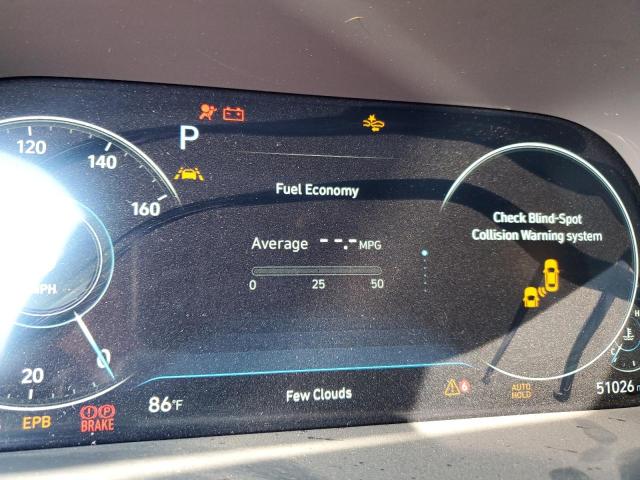 120
140
160
P
Fuel Economy
Average --.- MPG
0 25 50
Check Blind-Spot
Collision Warning system
H
C
20
0
86°F
Few Clouds
6
AUTO
HOLD
51026
EPB
P
BRAKE